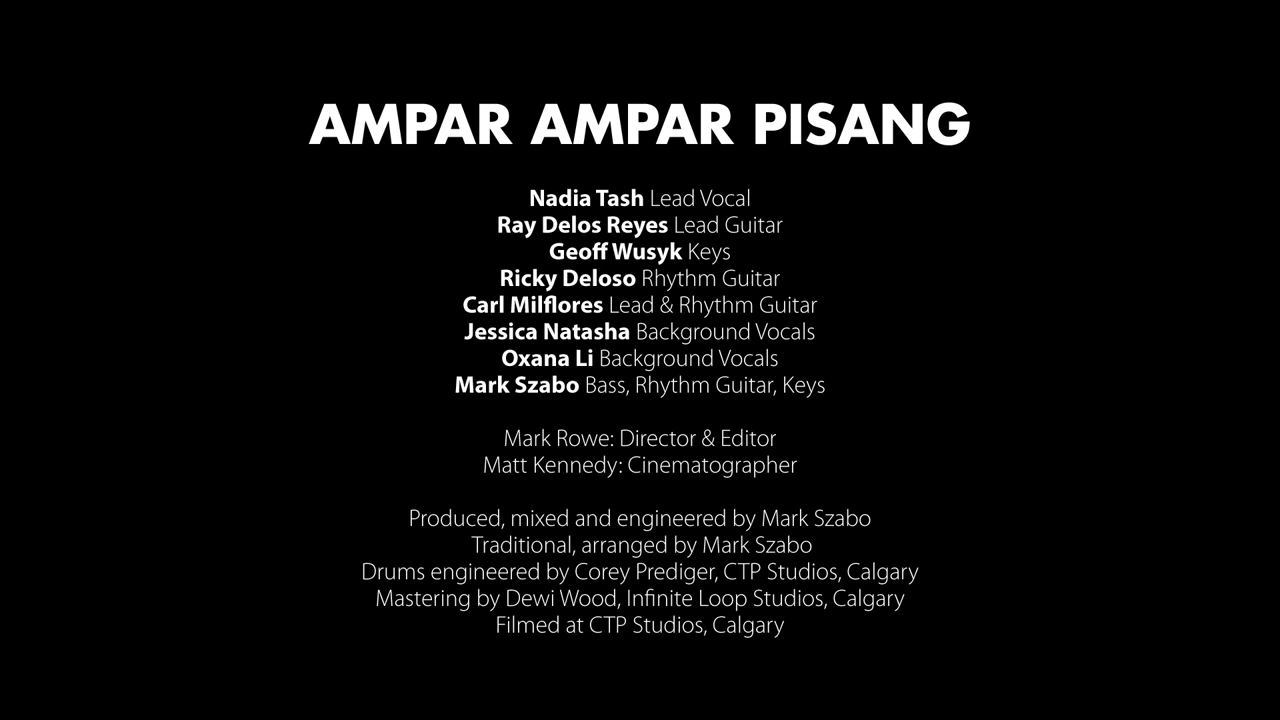 AMPAR AMPAR PISANG
Nadia Tash Lead Vocal
Ray Delos Reyes Lead Guitar
Geoff Wusyk Keys
Ricky Deloso Rhythm Guitar
Carl Milflores Lead & Rhythm Guitar
Jessica Natasha Background Vocals
Oxana Li Background Vocals
Mark Szabo Bass, Rhythm Guitar, Keys
Mark Rowe: Director & Editor
Matt Kennedy: Cinematographer
Produced, mixed and engineered by Mark Szabo
Traditional, arranged by Mark Szabo
Drums engineered by Corey Prediger, CTP Studios, Calgary
Mastering by Dewi Wood, Infinite Loop Studios, Calgary
Filmed at CTP Studios, Calgary